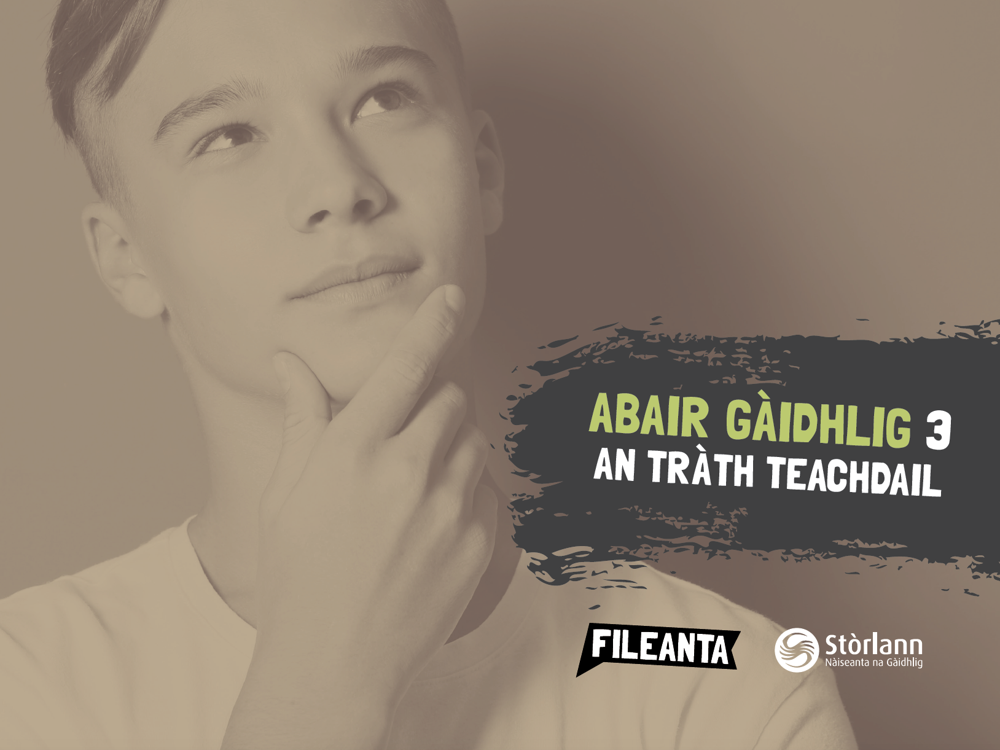 ABAIR GÀIDHLIG 3
AN TRÀTH TEACHDAIL
FILEANTA
Stòrlann
Nàiseanta na Gàidhlig